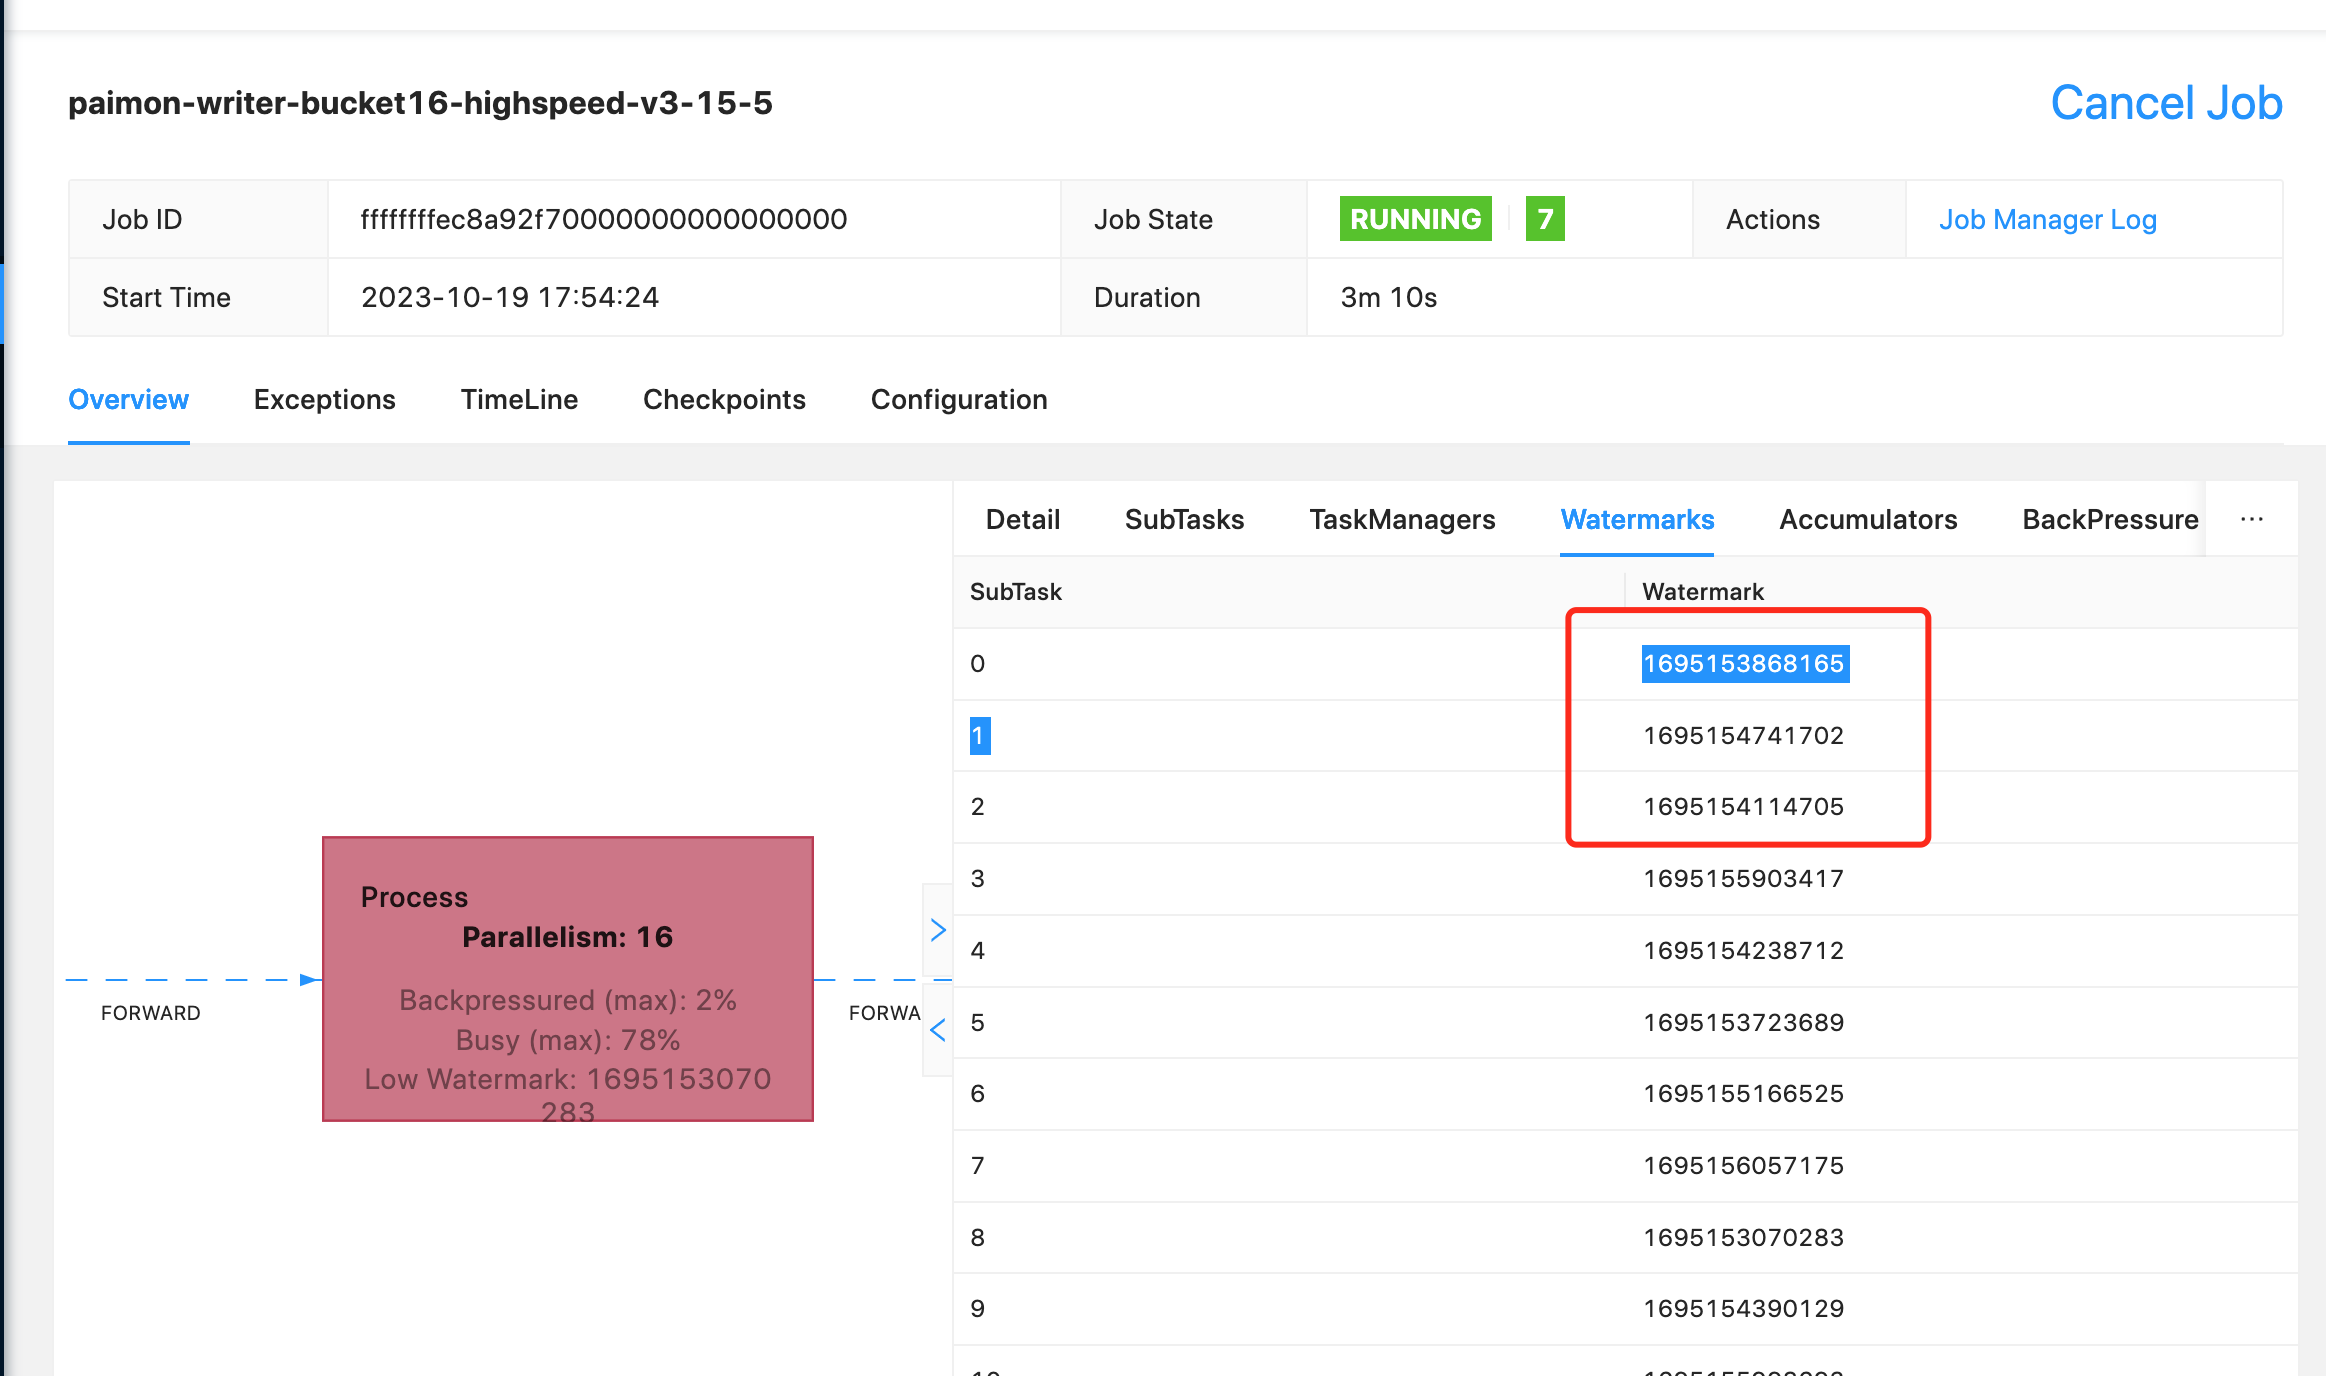 paimon-writer-bucket16-highspeed-v3-15-5
Cancel Job
Job ID
ffffffffec8a92f70000000000000000
Job State
RUNNING
7
Actions
Job Manager Log
Start Time
2023-10-19 17:54:24
Duration
3m 10s
Overview
Exceptions
TimeLine
Checkpoints
Configuration
Detail
SubTasks
TaskManagers
Watermarks
Accumulators
BackPressure
...
SubTask
Watermark
0
1695153868165
1
1695154741702
2
1695154114705
3
1695155903417
4
1695154238712
5
1695153723689
6
1695155166525
7
1695156057175
8
1695153070283
9
1695154390129
FORWARD
Process
Parallelism: 16
Backpressured (max): 2%
Busy (max): 78%
Low Watermark: 1695153070
283
FORWA